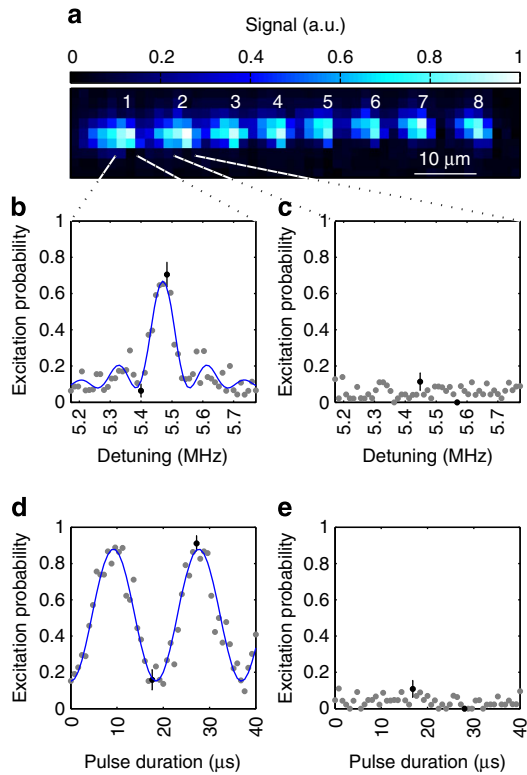 a
Signal (a.u.)
0 0.2 0.4 0.6 0.8 1
1 2 3 4 5 6 7 8
10 μm
b
Excitation probability
1
0.8
0.6
0.4
0.2
0
5.2 5.3 5.4 5.5 5.6 5.7
Detuning (MHz)
c
Excitation probability
1
0.8
0.6
0.4
0.2
0
5.2 5.3 5.4 5.5 5.6 5.7
Detuning (MHz)
d
Excitation probability
1
0.8
0.6
0.4
0.2
0
0 10 20 30 40
Pulse duration (μs)
e
Excitation probability
1
0.8
0.6
0.4
0.2
0
0 10 20 30 40
Pulse duration (μs)